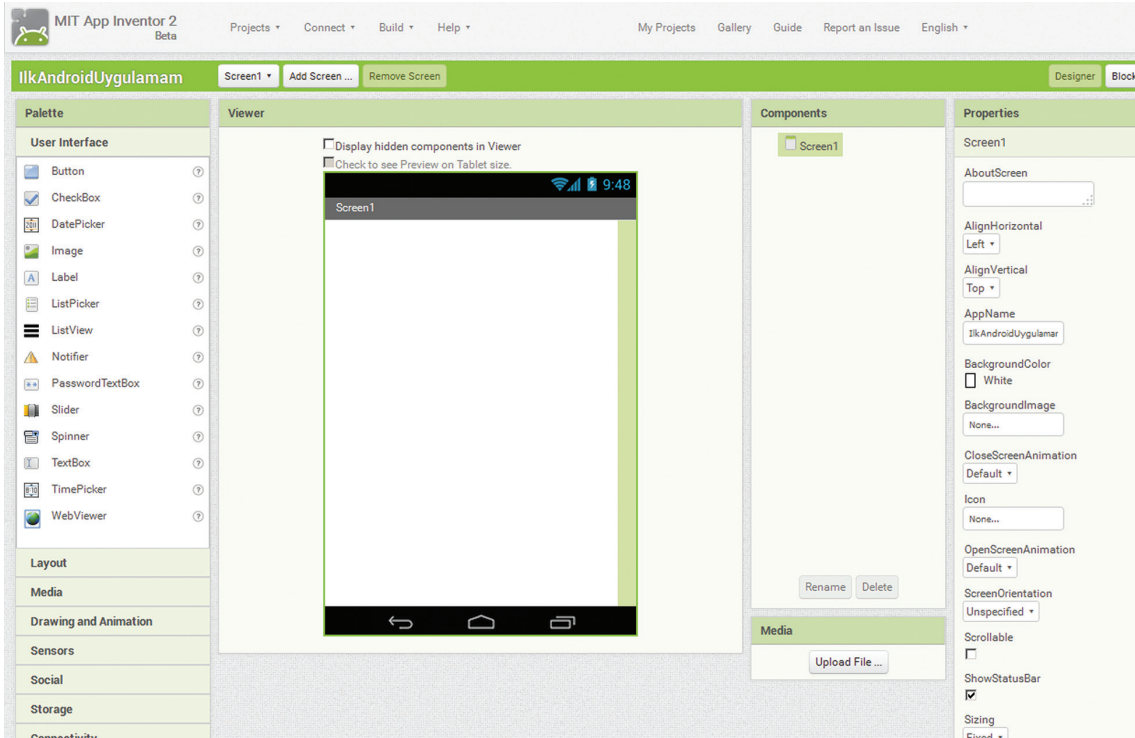 MIT App Inventor 2
Beta
Projects
Connect
Build
Help
My Projects
Gallery
Guide
Report an Issue
English
IlkAndroidUygulamam
Screen1
Add Screen ...
Remove Screen
Designer
Block
Palette
User Interface
Button
CheckBox
DatePicker
Image
Label
ListPicker
ListView
Notifier
PasswordTextBox
Slider
Spinner
TextBox
TimePicker
WebViewer
Layout
Media
Drawing and Animation
Sensors
Social
Storage
Connectivity
Viewer
Display hidden components in Viewer
Check to see Preview on Tablet size.
9:48
Screen1
Components
Screen1
Rename
Delete
Media
Upload File ...
Properties
Screen1
AboutScreen
AlignHorizontal
Left
AlignVertical
Top
AppName
IlkAndroidUygulamar
BackgroundColor
White
BackgroundImage
None...
CloseScreenAnimation
Default
Icon
None...
OpenScreenAnimation
Default
ScreenOrientation
Unspecified
Scrollable
ShowStatusBar
Sizing
Fixed